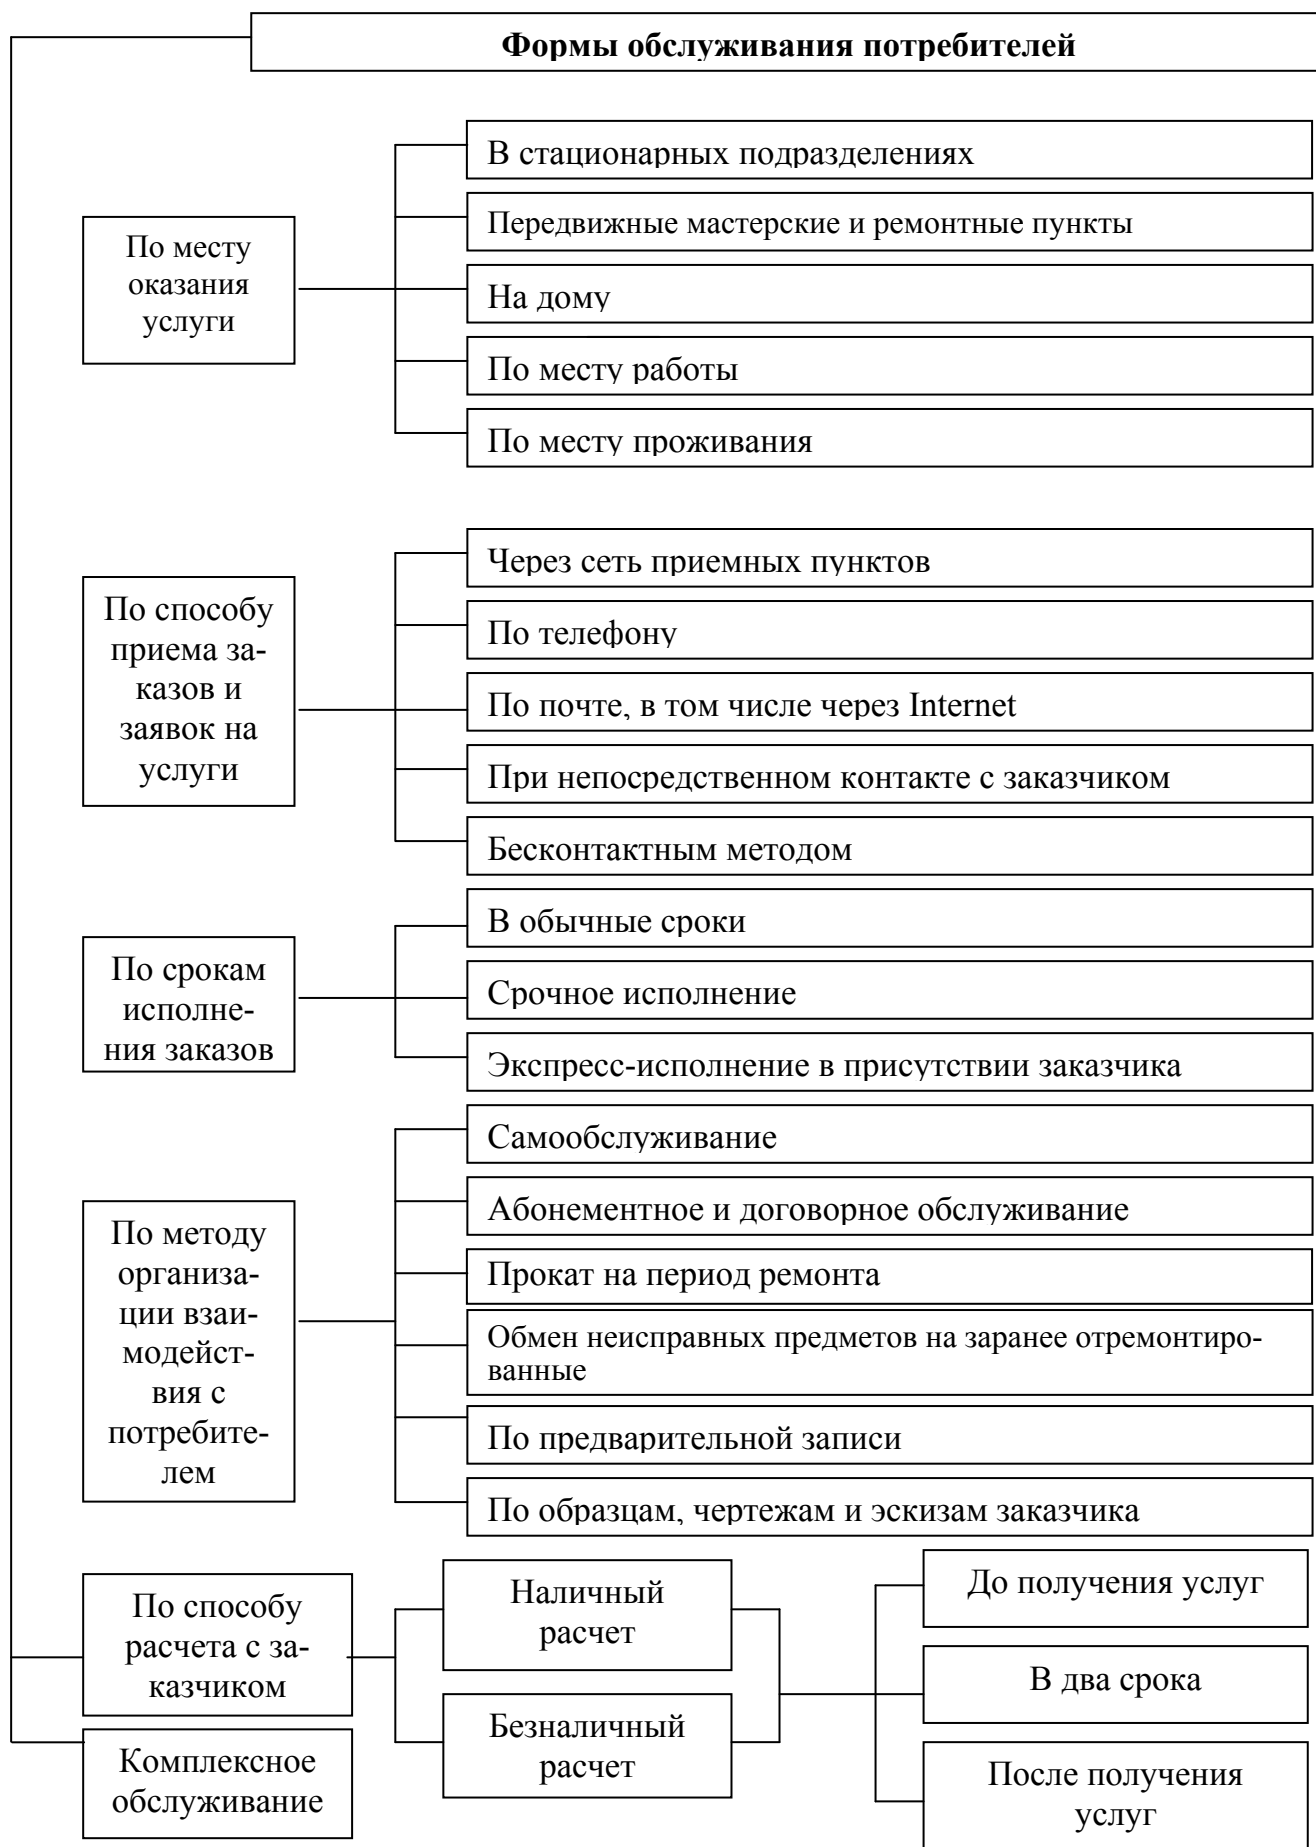 Формы обслуживания потребителей
По месту
оказания
услуги
В стационарных подразделениях
Передвижные мастерские и ремонтные пункты
На дому
По месту работы
По месту проживания
По способу
приема за-
казов и
заявок на
услуги
Через сеть приемных пунктов
По телефону
По почте, в том числе через Internet
При непосредственном контакте с заказчиком
Бесконтактным методом
По срокам
исполне-
ния заказов
В обычные сроки
Срочное исполнение
Экспресс-исполнение в присутствии заказчика
По методу
организа-
ции взаи-
модейст-
вия с
потребите-
лем
Самообслуживание
Абонементное и договорное обслуживание
Прокат на период ремонта
Обмен неисправных предметов на заранее отремонтиро-
ванные
По предварительной записи
По образцам, чертежам и эскизам заказчика
По способу
расчета с за-
казчиком
Наличный
расчет
Безналичный
расчет
До получения услуг
В два срока
После получения
услуг
Комплексное
обслуживание